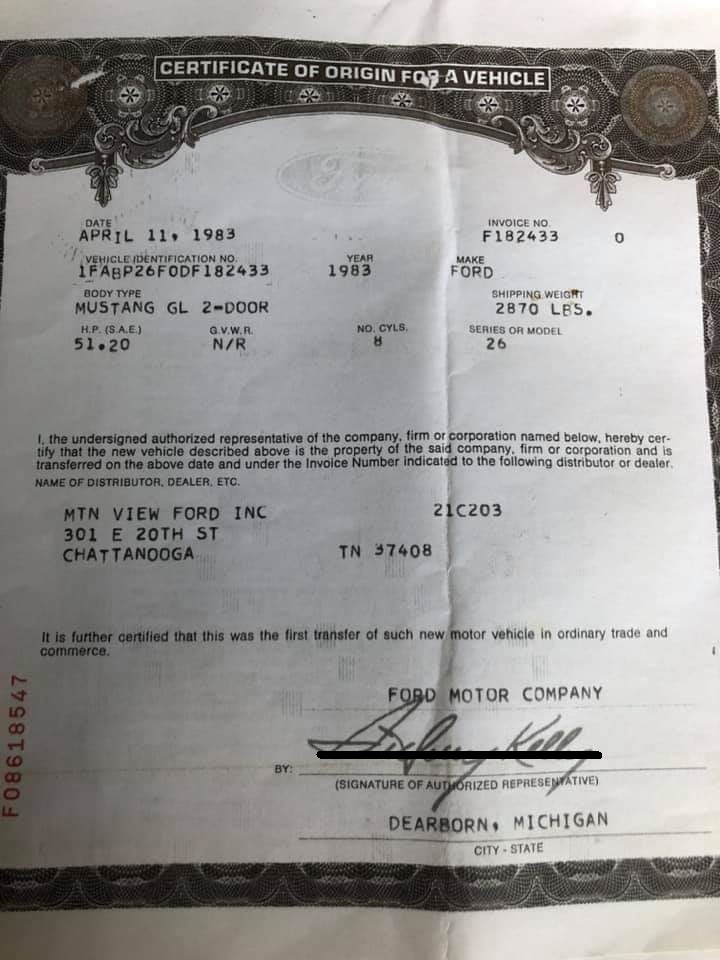 CERTIFICATE OF ORIGIN FOR A VEHICLE
DATE
APRIL 11, 1983
INVOICE NO.
F182433
0
VEHICLE IDENTIFICATION NO.
1FABP26F0DF182433
YEAR
1983
MAKE
FORD
BODY TYPE
MUSTANG GL 2-DOOR
SHIPPING WEIGHT
2870 LBS.
H.P. (S.A.E.)
51.20
G.V.W.R.
N/R
NO. CYLS.
8
SERIES OR MODEL
26
I, the undersigned authorized representative of the company, firm or corporation named below, hereby cer-
tify that the new vehicle described above is the property of the said company, firm or corporation and is
transferred on the above date and under the Invoice Number indicated to the following distributor or dealer.
NAME OF DISTRIBUTOR, DEALER, ETC.
MTN VIEW FORD INC 21C203
301 E 20TH ST
CHATTANOOGA TN 37408
It is further certified that this was the first transfer of such new motor vehicle in ordinary trade and
commerce.
FORD MOTOR COMPANY
BY:
(SIGNATURE OF AUTHORIZED REPRESENTATIVE)
DEARBORN, MICHIGAN
CITY - STATE
F08618547